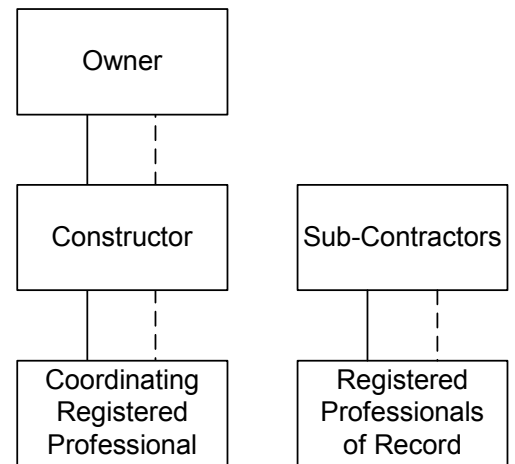 Owner
Constructor
Sub-Contractors
Coordinating
Registered
Professional
Registered
Professionals
of Record